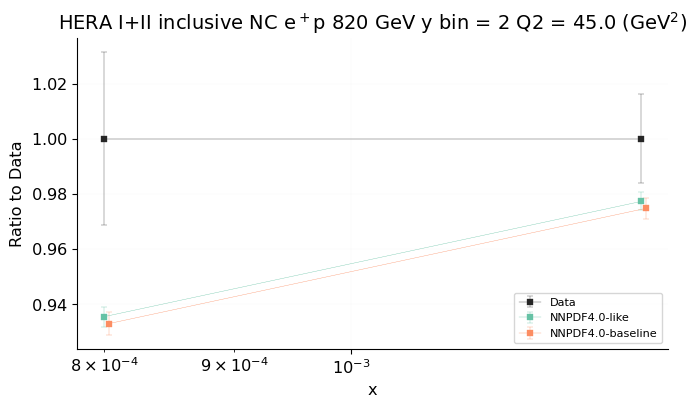 HERA I+II inclusive NC e⁺p 820 GeV y bin = 2 Q2 = 45.0 (GeV²)
Ratio to Data
1.02
1.00
0.98
0.96
0.94
Data
NNPDF4.0-like
NNPDF4.0-baseline
8 × 10⁻⁴
9 × 10⁻⁴
10⁻³
x